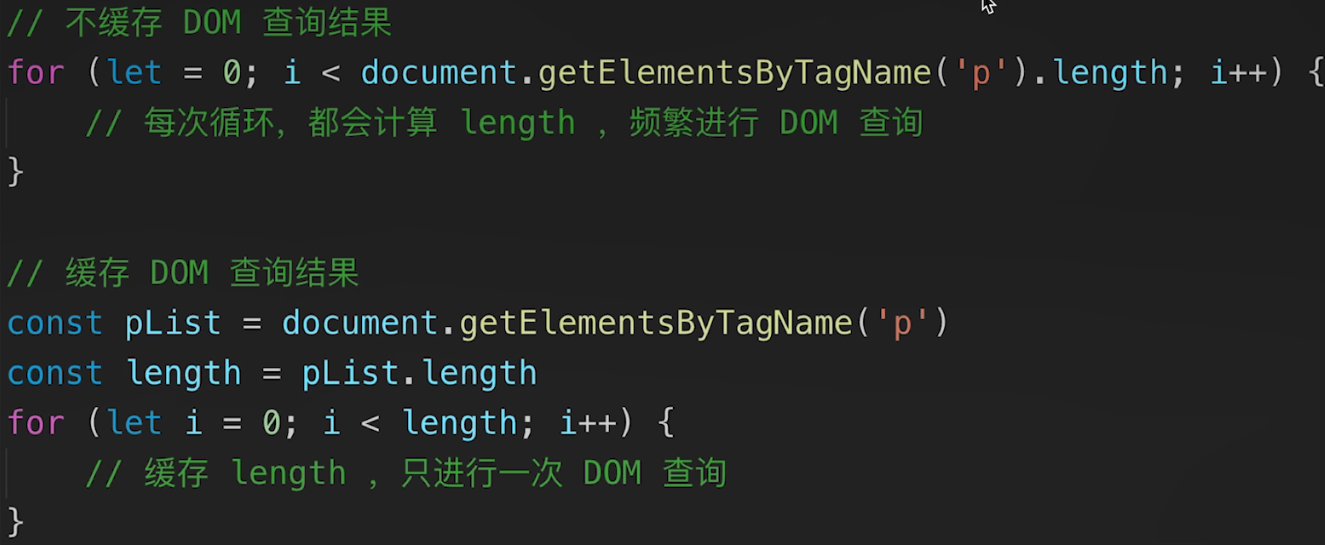 // 不缓存 DOM 查询结果
for (let = 0; i < document.getElementsByTagName('p').length; i++) {
    // 每次循环，都会计算 length ，频繁进行 DOM 查询
}
// 缓存 DOM 查询结果
const pList = document.getElementsByTagName('p')
const length = pList.length
for (let i = 0; i < length; i++) {
    // 缓存 length ，只进行一次 DOM 查询
}